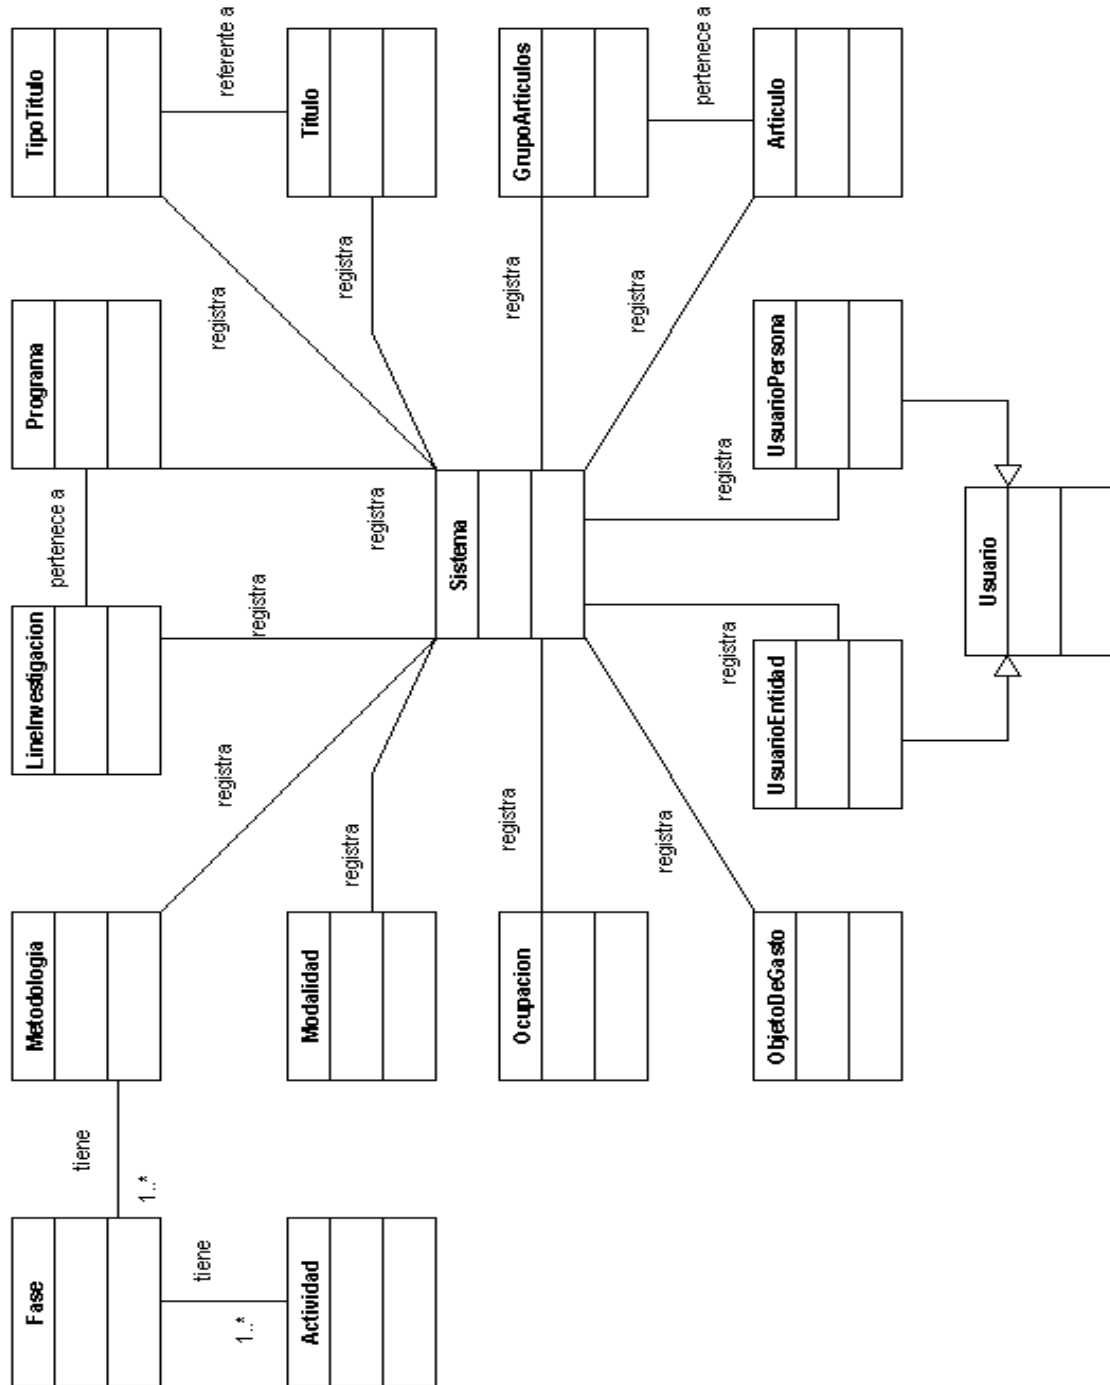 Fase
Metodologia
LineInvestigacion
Programa
TipoTitulo
pertenece a
tiene
1..*
tiene
registra
registra
referente a
1..*
registra
Actividad
Modalidad
Titulo
registra
registra
registra
Sistema
registra
registra
Ocupacion
GrupoArticulos
registra
registra
pertenece a
registra
registra
ObjetoDeGasto
UsuarioEntidad
UsuarioPersona
Articulo
Usuario